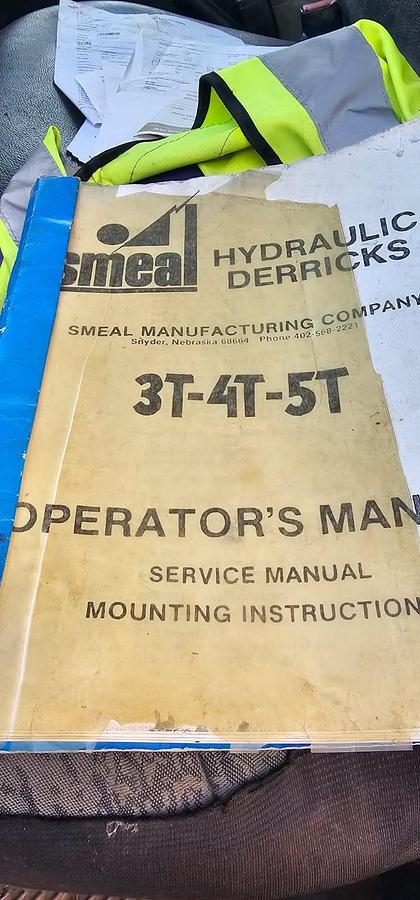 smeal
HYDRAULIC
DERRICKS
SMEAL MANUFACTURING COMPANY
Snyder, Nebraska 68664 Phone 402-568-2221
3T-4T-5T
OPERATOR'S MAN
SERVICE MANUAL
MOUNTING INSTRUCTION